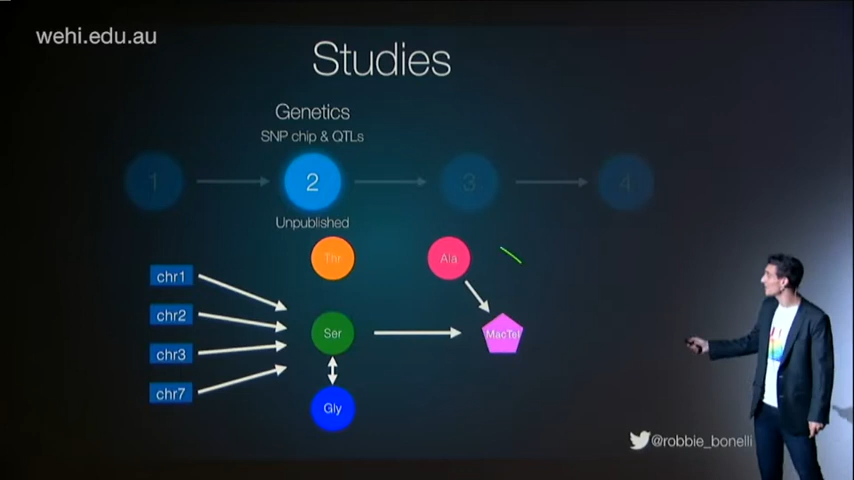 wehi.edu.au
Studies
Genetics
SNP chip & QTLs
1
2
3
4
Unpublished
Thr
Ala
chr1
chr2
Ser
MacTel
chr3
chr7
Gly
@robbie_bonelli